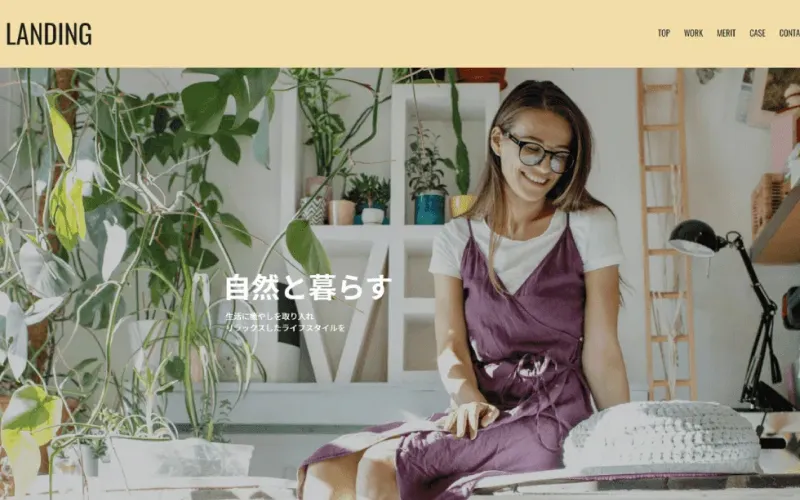 LANDING
TOP WORK MERIT CASE CONTA
自然と暮らす
生活に癒やしを取り入れ
リラックスしたライフスタイルを